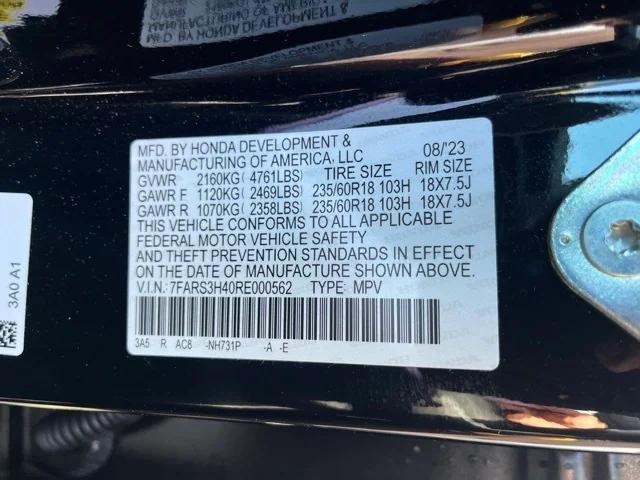 MFD. BY HONDA DEVELOPMENT &
MANUFACTURING OF AMERICA, LLC 08/'23
GVWR 2160KG (4761LBS) TIRE SIZE RIM SIZE
GAWR F 1120KG (2469LBS) 235/60R18 103H 18X7.5J
GAWR R 1070KG (2358LBS) 235/60R18 103H 18X7.5J
THIS VEHICLE CONFORMS TO ALL APPLICABLE
FEDERAL MOTOR VEHICLE SAFETY
AND THEFT PREVENTION STANDARDS IN EFFECT
ON THE DATE OF MANUFACTURE SHOWN ABOVE.
V.I.N.: 7FARS3H40RE000562 TYPE: MPV
3A5 R AC8 -NH731P -A -E
3A0 A1